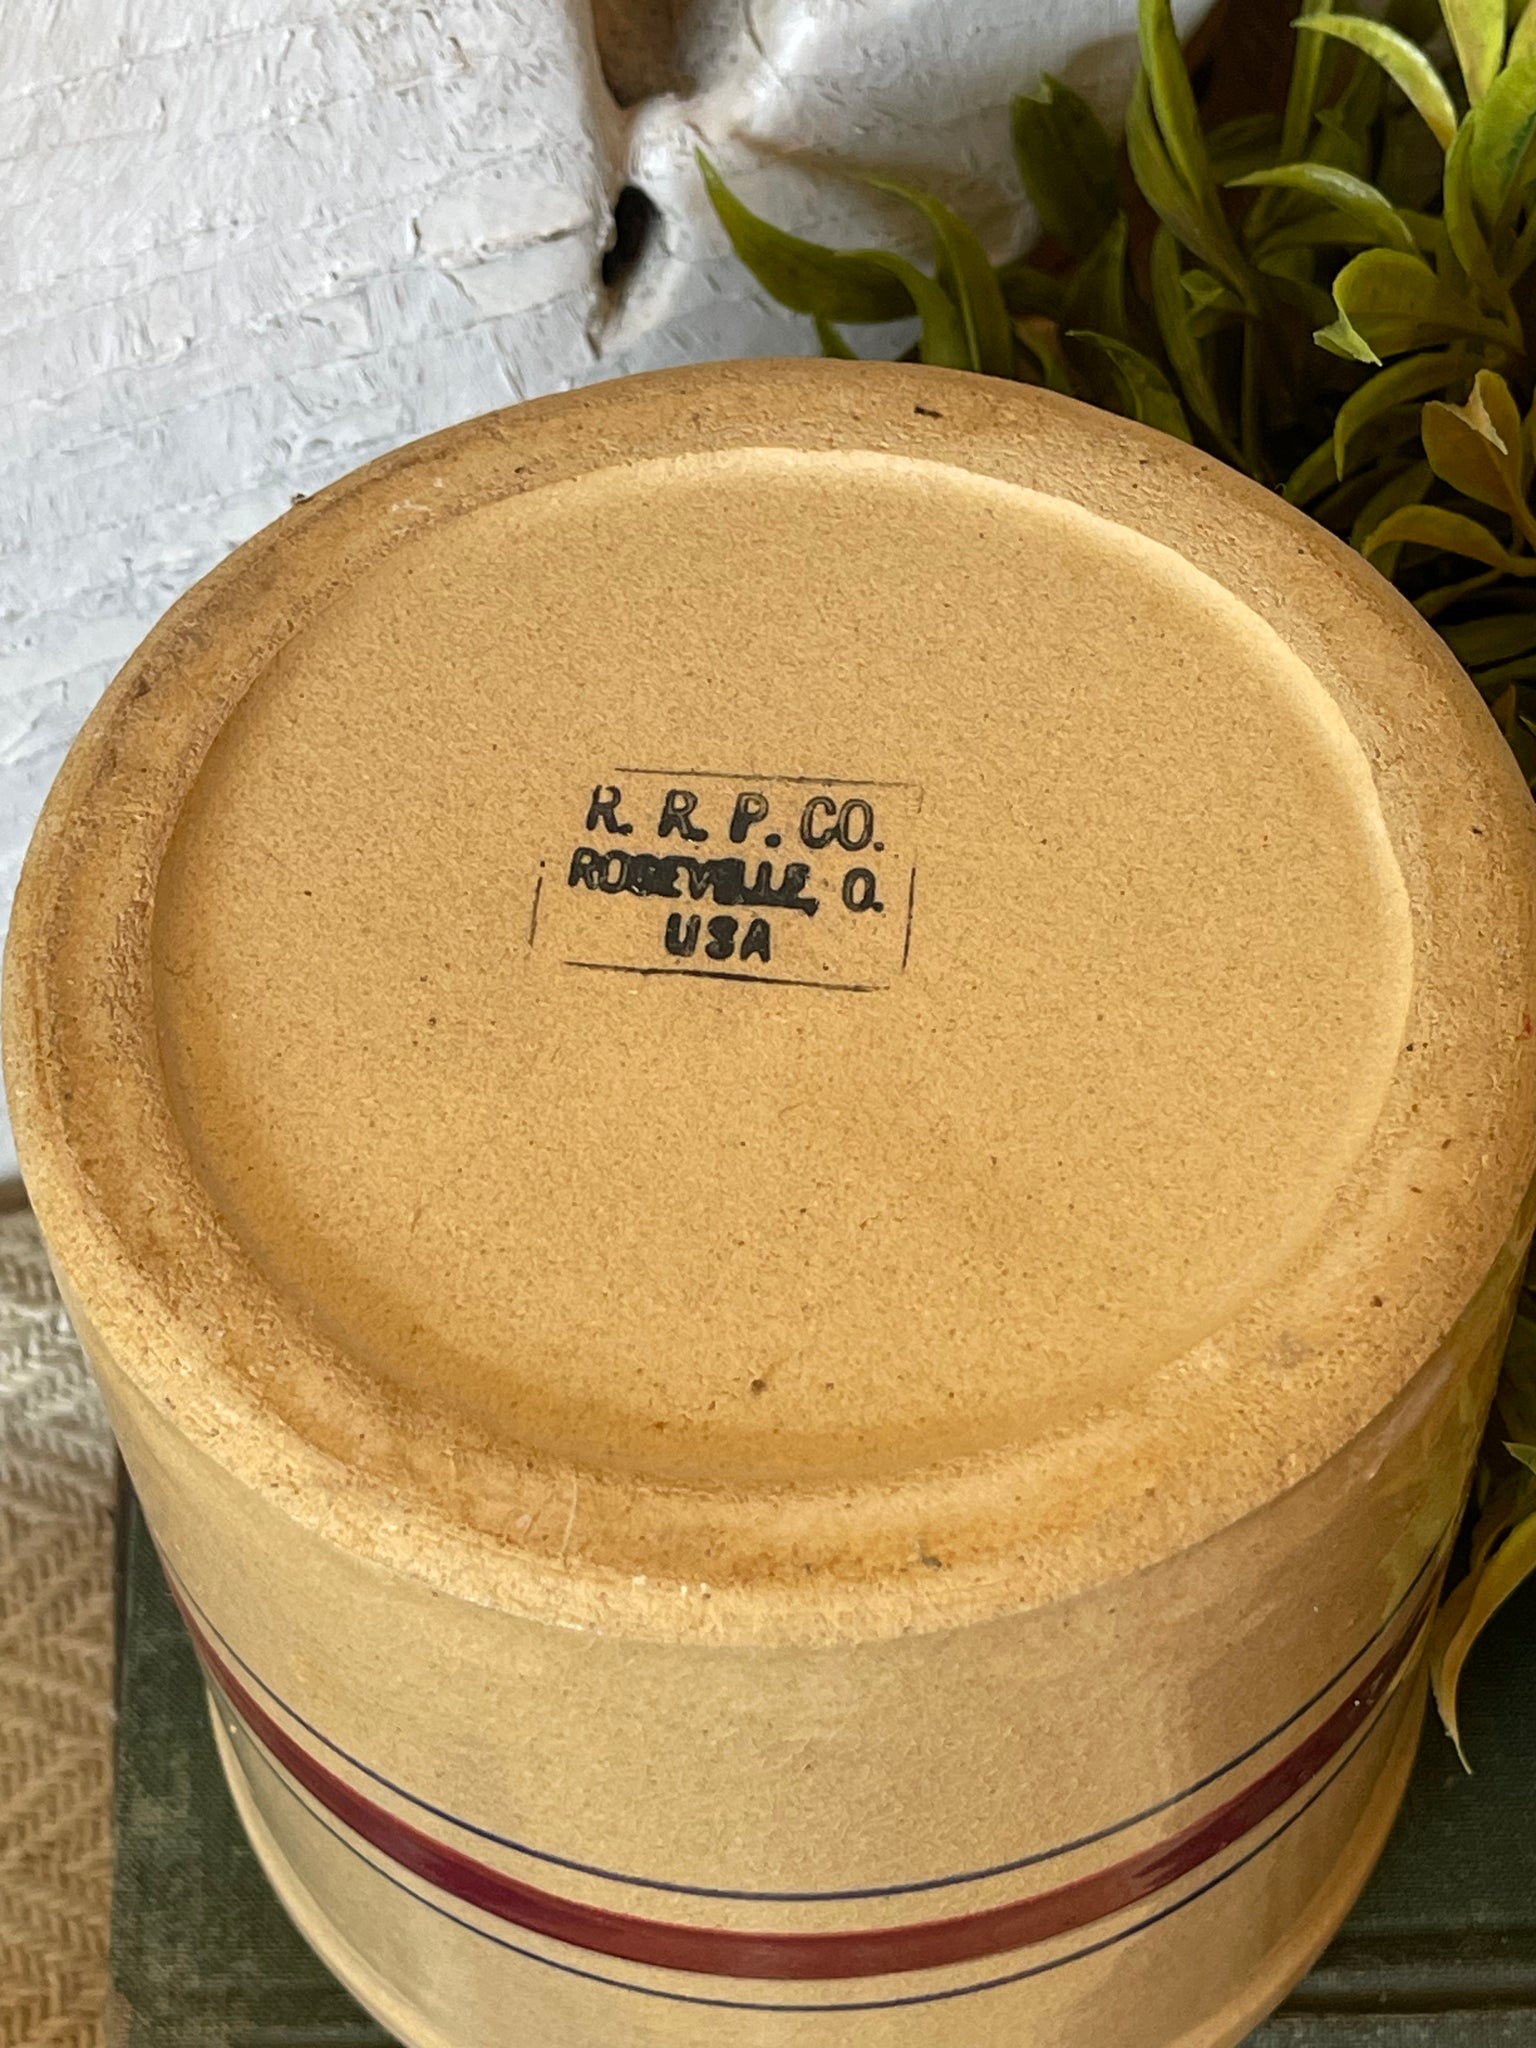 R. R. P. CO.
ROSEVILLE, O.
USA